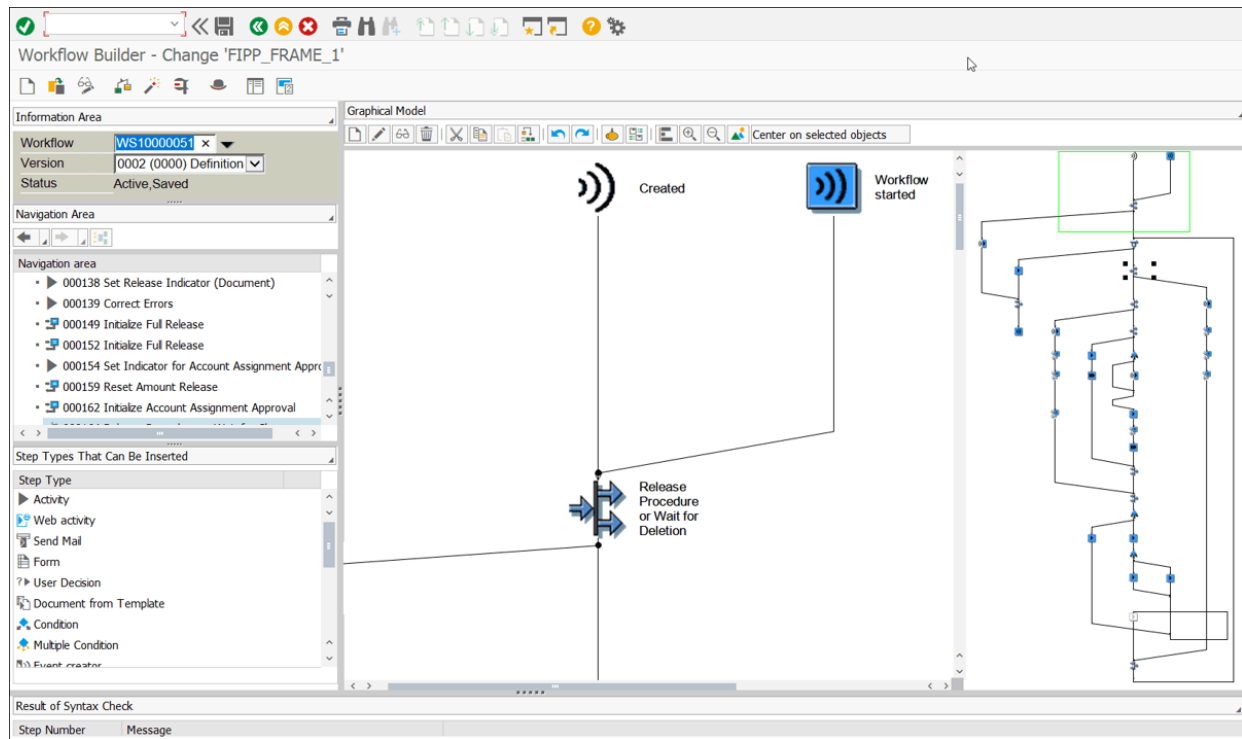 Workflow Builder - Change 'FIPP_FRAME_1'
Information Area
Workflow WS10000051
Version 0002 (0000) Definition
Status Active,Saved
Navigation Area
Navigation area
000138 Set Release Indicator (Document)
000139 Correct Errors
000149 Initialize Full Release
000152 Initialize Full Release
000154 Set Indicator for Account Assignment Appro
000159 Reset Amount Release
000162 Initialize Account Assignment Approval
Step Types That Can Be Inserted
Step Type
Activity
Web activity
Send Mail
Form
User Decision
Document from Template
Condition
Multiple Condition
Event creator
Graphical Model
Center on selected objects
Created
Workflow
started
Release
Procedure
or Wait for
Deletion
Result of Syntax Check
Step Number Message